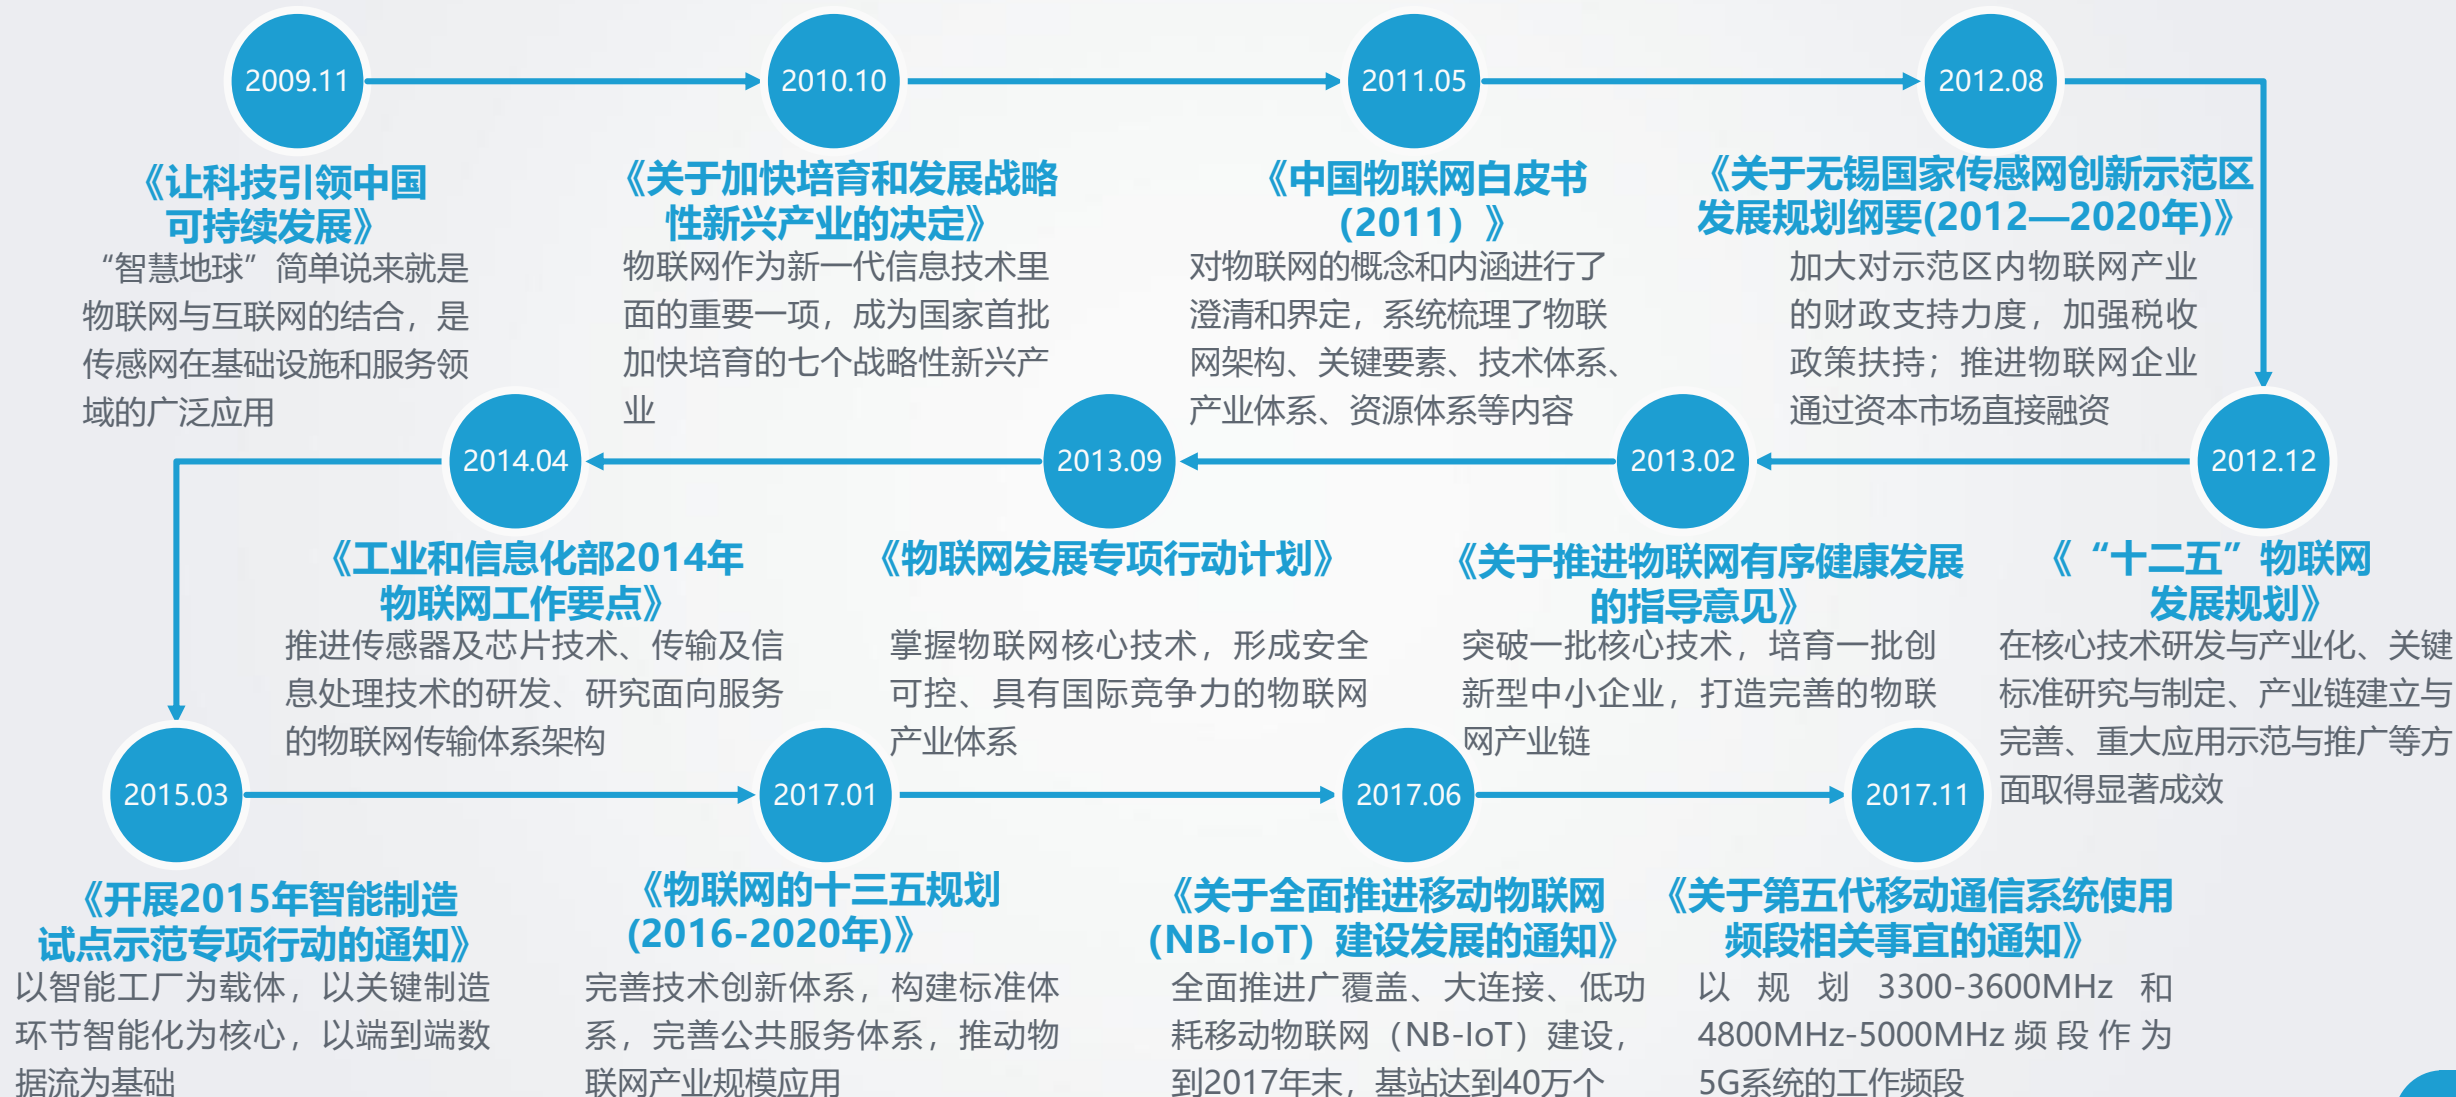 2009.11
《让科技引领中国
可持续发展》
“智慧地球”简单说来就是
物联网与互联网的结合，是
传感网在基础设施和服务领
域的广泛应用
2010.10
《关于加快培育和发展战略
性新兴产业的决定》
物联网作为新一代信息技术里
面的重要一项，成为国家首批
加快培育的七个战略性新兴产
业
2011.05
《中国物联网白皮书
(2011）》
对物联网的概念和内涵进行了
澄清和界定，系统梳理了物联
网架构、关键要素、技术体系、
产业体系、资源体系等内容
2012.08
《关于无锡国家传感网创新示范区
发展规划纲要(2012—2020年)》
加大对示范区内物联网产业
的财政支持力度，加强税收
政策扶持；推进物联网企业
通过资本市场直接融资
2012.12
《“十二五”物联网
发展规划》
在核心技术研发与产业化、关键
标准研究与制定、产业链建立与
完善、重大应用示范与推广等方
面取得显著成效
2013.02
《关于推进物联网有序健康发展
的指导意见》
突破一批核心技术，培育一批创
新型中小企业，打造完善的物联
网产业链
2013.09
《物联网发展专项行动计划》
掌握物联网核心技术，形成安全
可控、具有国际竞争力的物联网
产业体系
2014.04
《工业和信息化部2014年
物联网工作要点》
推进传感器及芯片技术、传输及信
息处理技术的研发、研究面向服务
的物联网传输体系架构
2015.03
《开展2015年智能制造
试点示范专项行动的通知》
以智能工厂为载体，以关键制造
环节智能化为核心，以端到端数
据流为基础
2017.01
《物联网的十三五规划
(2016-2020年)》
完善技术创新体系，构建标准体
系，完善公共服务体系，推动物
联网产业规模应用
2017.06
《关于全面推进移动物联网
(NB-IoT）建设发展的通知》
全面推进广覆盖、大连接、低功
耗移动物联网（NB-IoT）建设，
到2017年末，基站达到40万个
2017.11
《关于第五代移动通信系统使用
频段相关事宜的通知》
以规划3300-3600MHz和
4800MHz-5000MHz频段作为
5G系统的工作频段